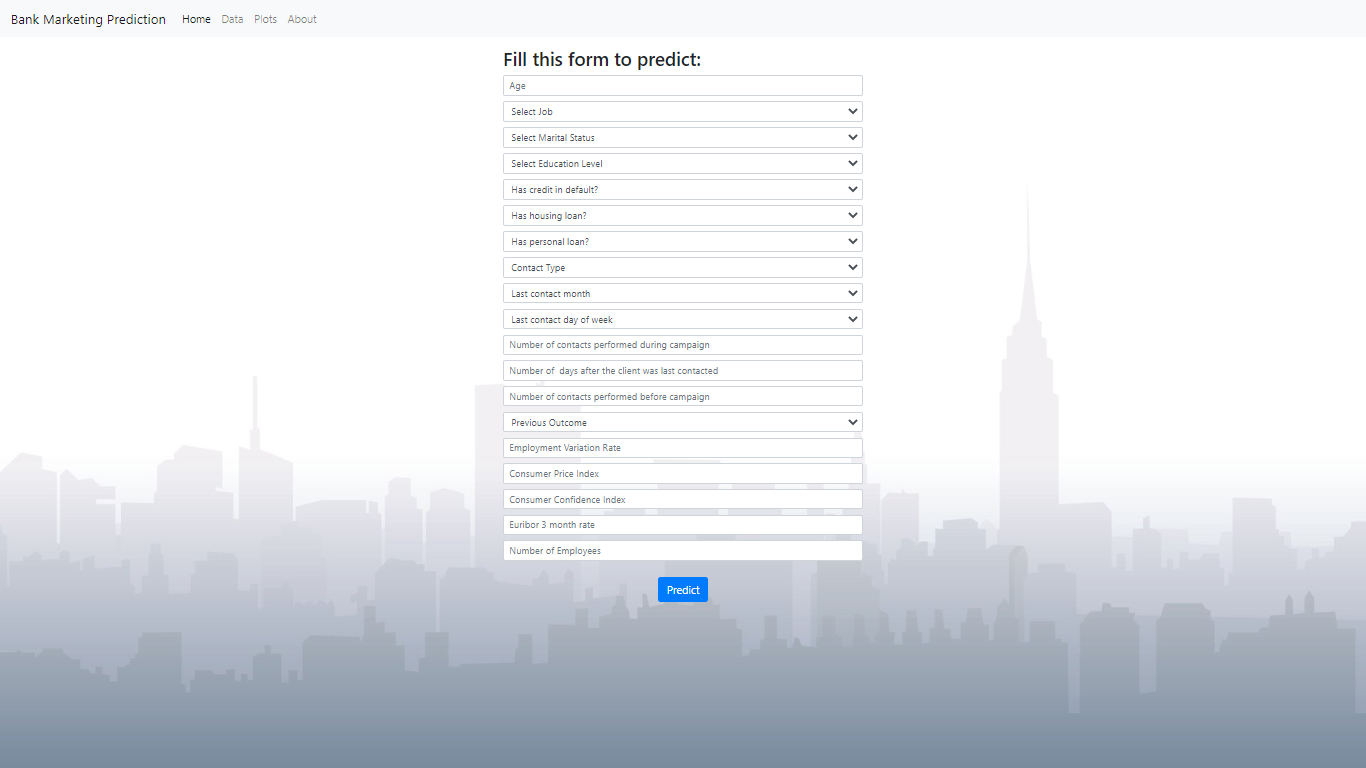 Bank Marketing Prediction Home Data Plots About
Fill this form to predict:
Age
Select Job
Select Marital Status
Select Education Level
Has credit in default?
Has housing loan?
Has personal loan?
Contact Type
Last contact month
Last contact day of week
Number of contacts performed during campaign
Number of  days after the client was last contacted
Number of contacts performed before campaign
Previous Outcome
Employment Variation Rate
Consumer Price Index
Consumer Confidence Index
Euribor 3 month rate
Number of Employees
Predict